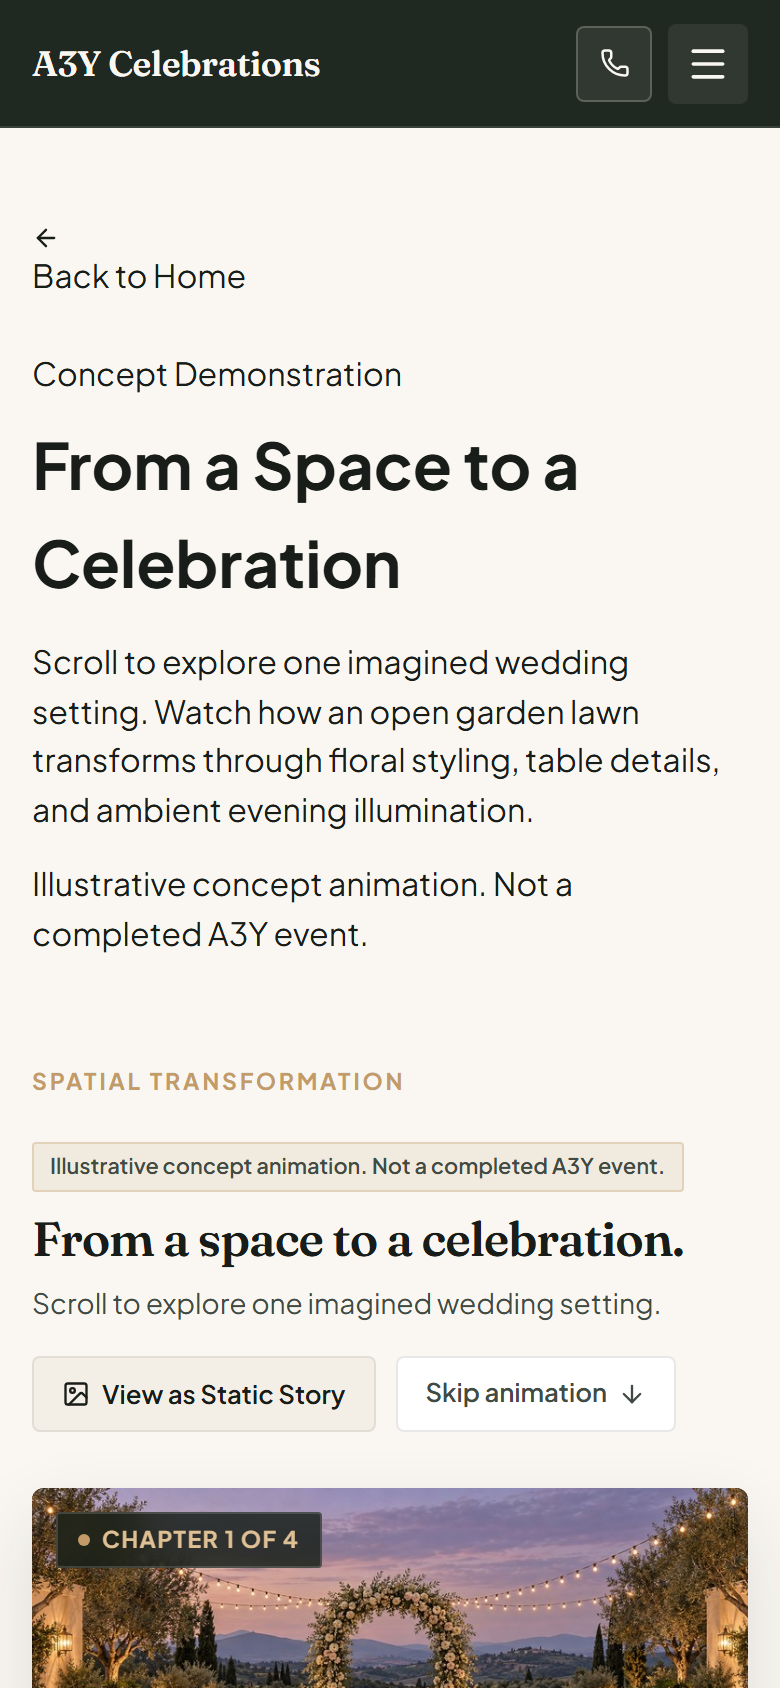 A3Y Celebrations
Back to Home
Concept Demonstration
From a Space to a
Celebration
Scroll to explore one imagined wedding
setting. Watch how an open garden lawn
transforms through floral styling, table details,
and ambient evening illumination.
Illustrative concept animation. Not a
completed A3Y event.
SPATIAL TRANSFORMATION
Illustrative concept animation. Not a completed A3Y event.
From a space to a celebration.
Scroll to explore one imagined wedding setting.
View as Static Story
Skip animation
CHAPTER 1 OF 4